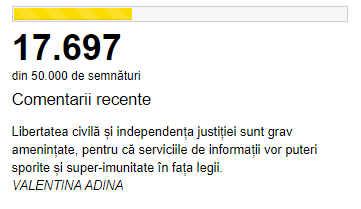 17.697
din 50.000 de semnături
Comentarii recente
Libertatea civilă și independența justiției sunt grav
amenințate, pentru că serviciile de informații vor puteri
sporite și super-imunitate în fața legii.
VALENTINA ADINA